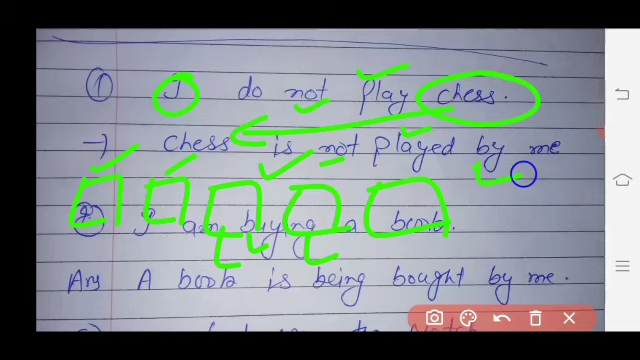 ① I do not play chess.
→ Chess is not played by me
② I am buying a book.
Ans A book is being bought by me.